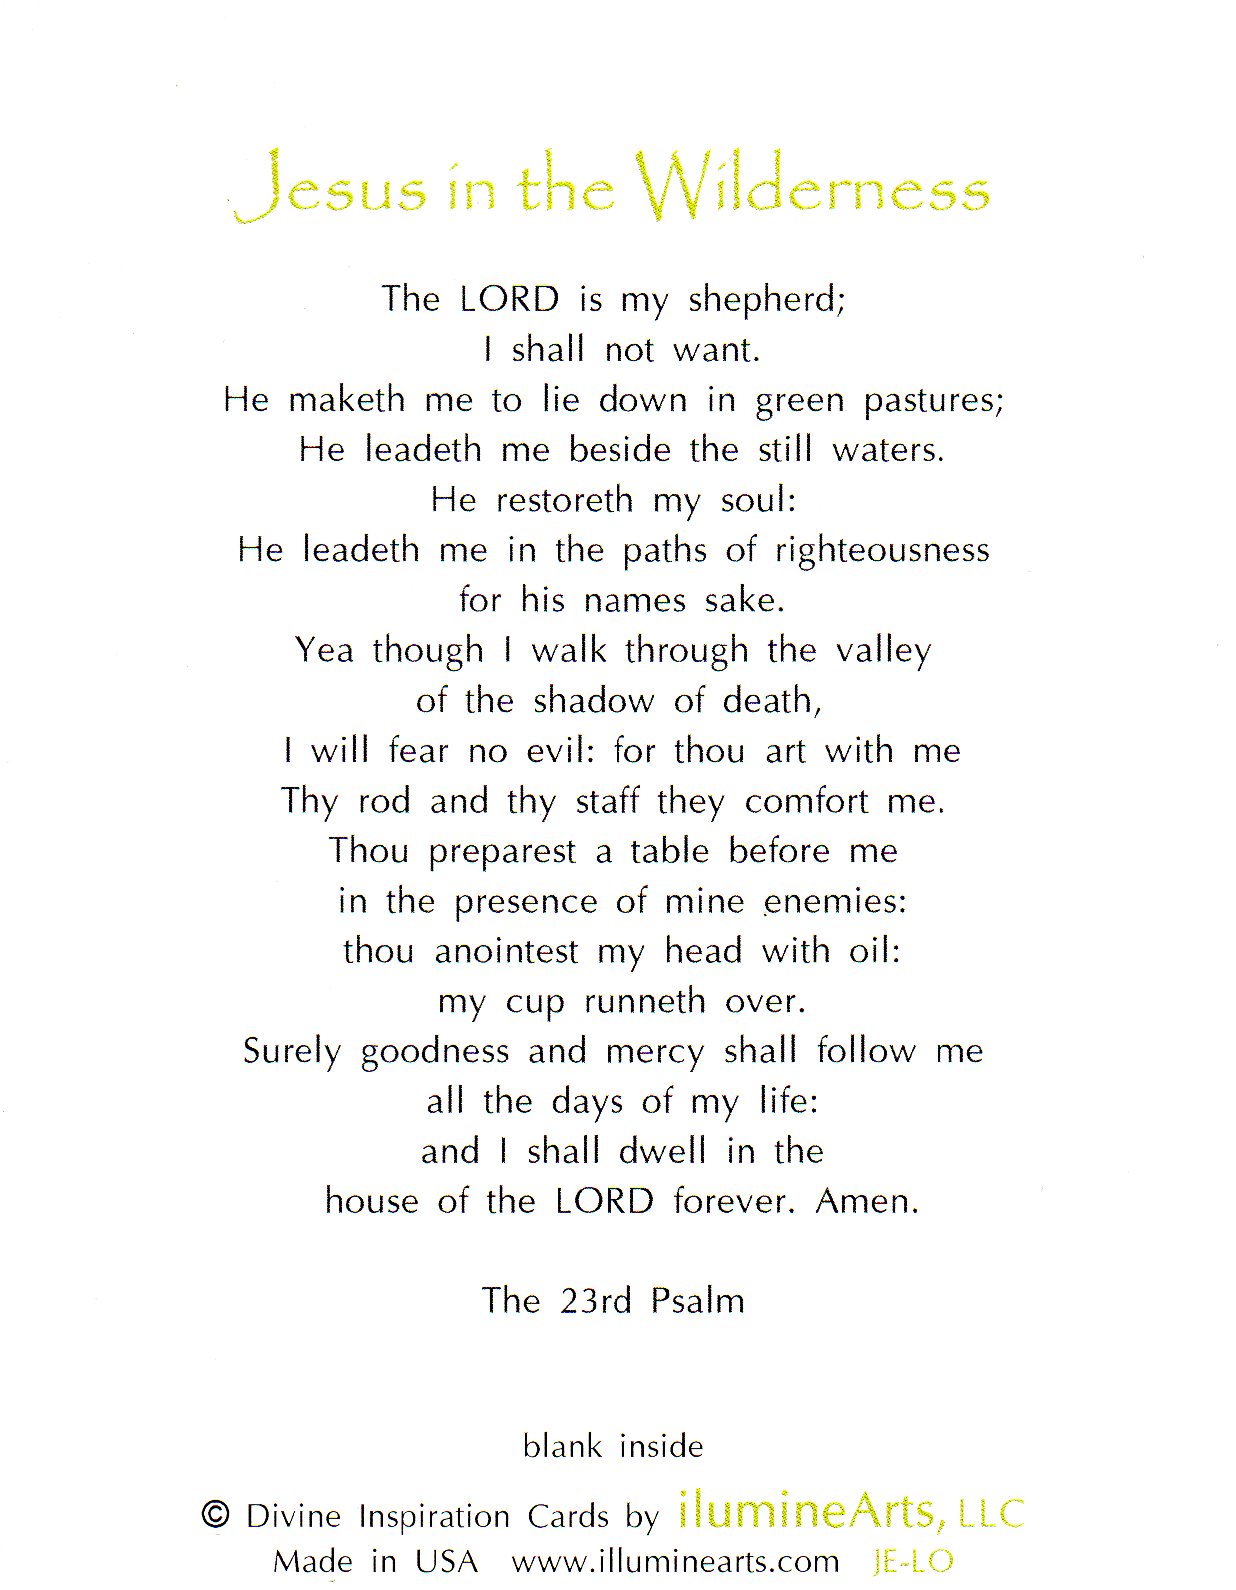 Jesus in the Wilderness
The LORD is my shepherd;
I shall not want.
He maketh me to lie down in green pastures;
He leadeth me beside the still waters.
He restoreth my soul:
He leadeth me in the paths of righteousness
for his names sake.
Yea though I walk through the valley
of the shadow of death,
I will fear no evil: for thou art with me
Thy rod and thy staff they comfort me.
Thou preparest a table before me
in the presence of mine enemies:
thou anointest my head with oil:
my cup runneth over.
Surely goodness and mercy shall follow me
all the days of my life:
and I shall dwell in the
house of the LORD forever. Amen.
The 23rd Psalm
blank inside
© Divine Inspiration Cards by ilumineArts, LLC
Made in USA www.illuminearts.com JE-LO